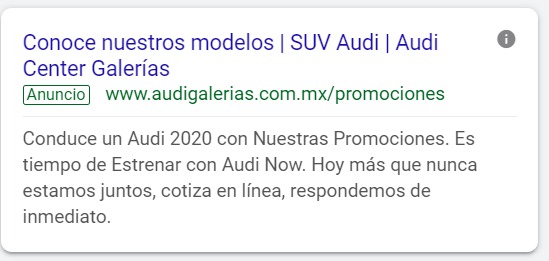 Conoce nuestros modelos | SUV Audi | Audi
Center Galerías
Anuncio www.audigalerias.com.mx/promociones
Conduce un Audi 2020 con Nuestras Promociones. Es
tiempo de Estrenar con Audi Now. Hoy más que nunca
estamos juntos, cotiza en línea, respondemos de
inmediato.